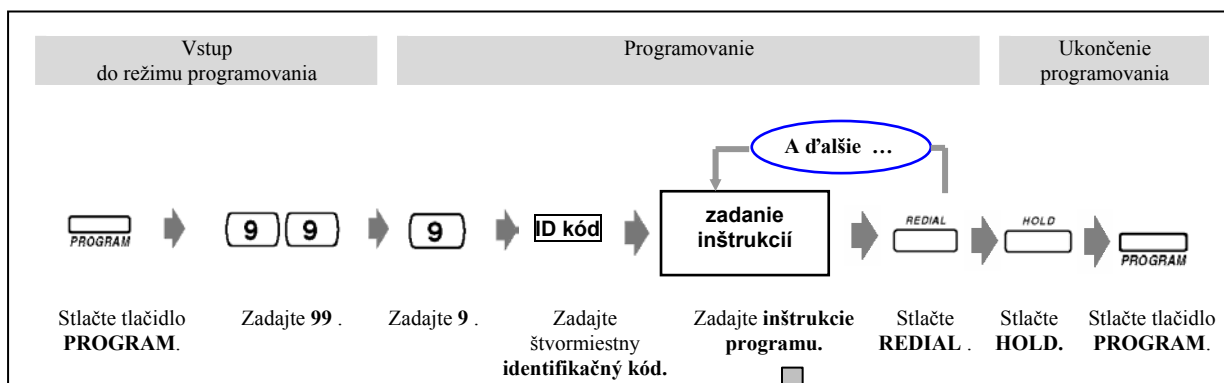 Vstup
do režimu programovania
Programovanie
Ukončenie
programovania
A ďalšie …
PROGRAM
9 9
9
ID kód
zadanie
inštrukcií
REDIAL
HOLD
PROGRAM
Stlačte tlačidlo
PROGRAM.
Zadajte 99 .
Zadajte 9 .
Zadajte
štvormiestny
identifikačný kód.
Zadajte inštrukcie
programu.
Stlačte
REDIAL .
Stlačte
HOLD.
Stlačte tlačidlo
PROGRAM.